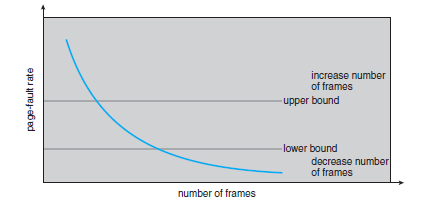 page-fault rate
increase number
of frames
upper bound
lower bound
decrease number
of frames
number of frames